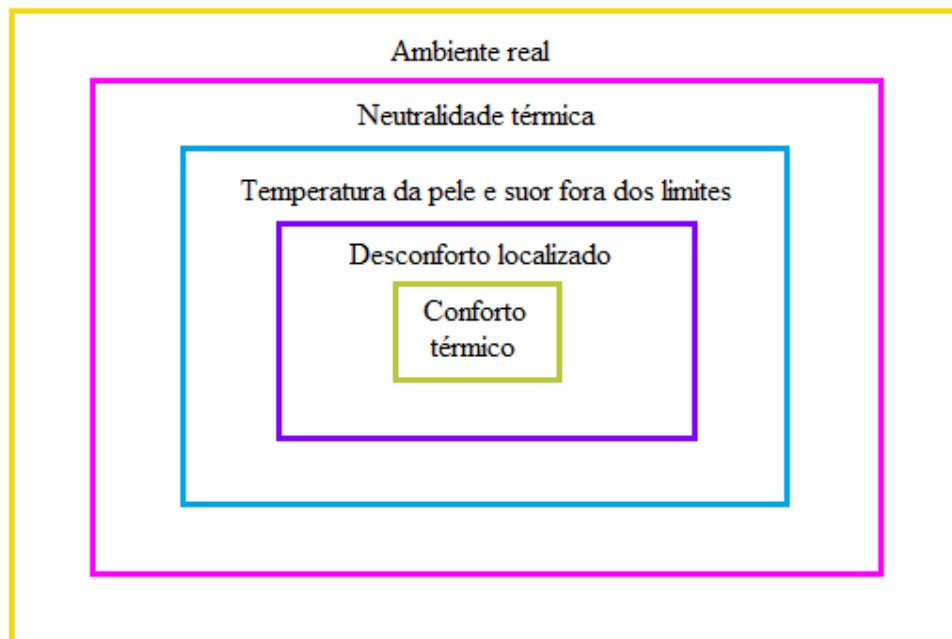 Ambiente real
Neutralidade térmica
Temperatura da pele e suor fora dos limites
Desconforto localizado
Conforto
térmico